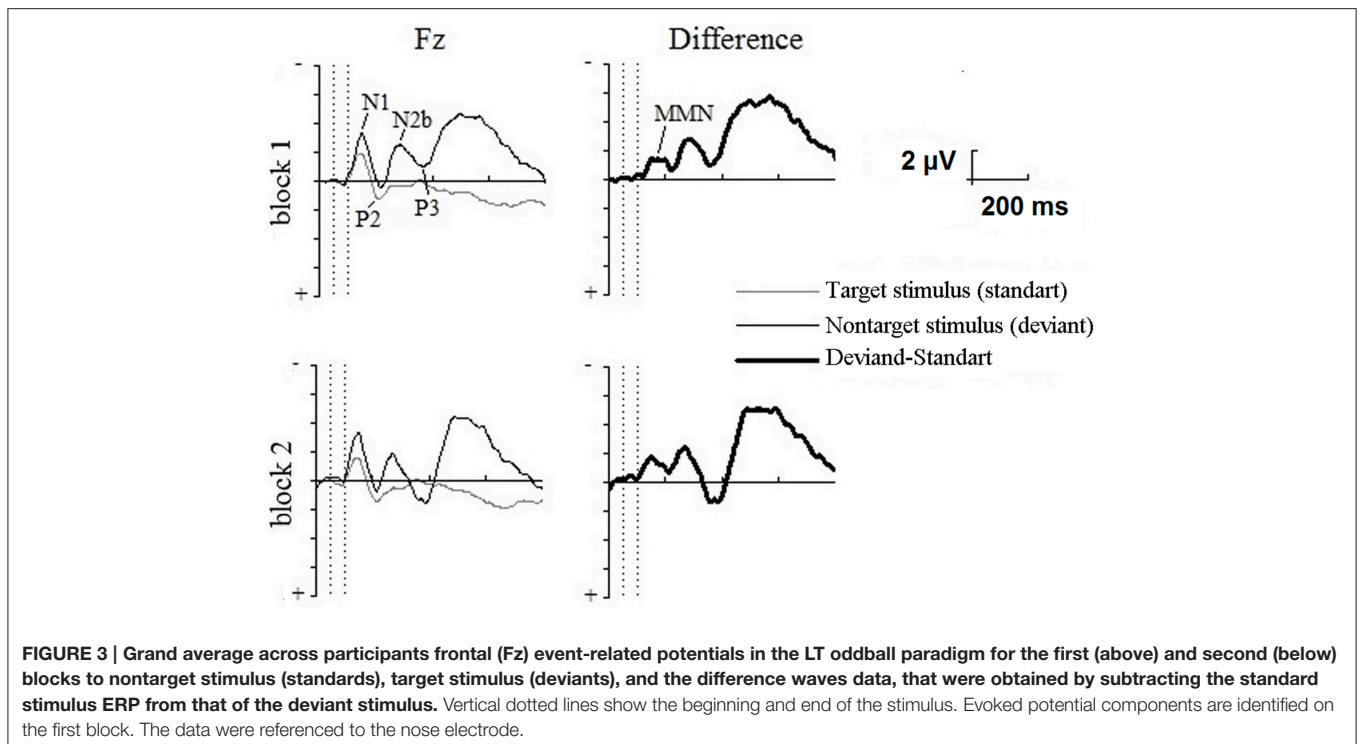 Fz Difference
-
-
N1
N2b
MMN
block 1
2 µV
200 ms
P2
P3
+
+
Target stimulus (standart)
Nontarget stimulus (deviant)
Deviand-Standart
-
-
block 2
+
+
FIGURE 3 | Grand average across participants frontal (Fz) event-related potentials in the LT oddball paradigm for the first (above) and second (below)
blocks to nontarget stimulus (standards), target stimulus (deviants), and the difference waves data, that were obtained by subtracting the standard
stimulus ERP from that of the deviant stimulus. Vertical dotted lines show the beginning and end of the stimulus. Evoked potential components are identified on
the first block. The data were referenced to the nose electrode.